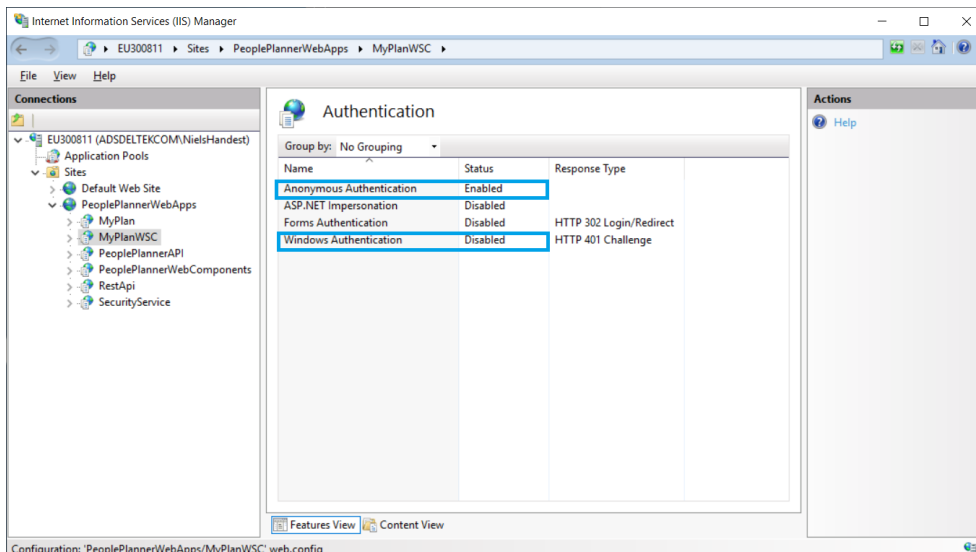 Internet Information Services (IIS) Manager
EU300811 Sites PeoplePlannerWebApps MyPlanWSC
File View Help
Connections
EU300811 (ADSDELTEKCOM\NielsHandest)
Application Pools
Sites
Default Web Site
PeoplePlannerWebApps
MyPlan
MyPlanWSC
PeoplePlannerAPI
PeoplePlannerWebComponents
RestApi
SecurityService
Authentication
Group by: No Grouping
Name Status Response Type
Anonymous Authentication Enabled
ASP.NET Impersonation Disabled
Forms Authentication Disabled HTTP 302 Login/Redirect
Windows Authentication Disabled HTTP 401 Challenge
Features View Content View
Actions
Help
Configuration: 'PeoplePlannerWebApps/MyPlanWSC' web.config